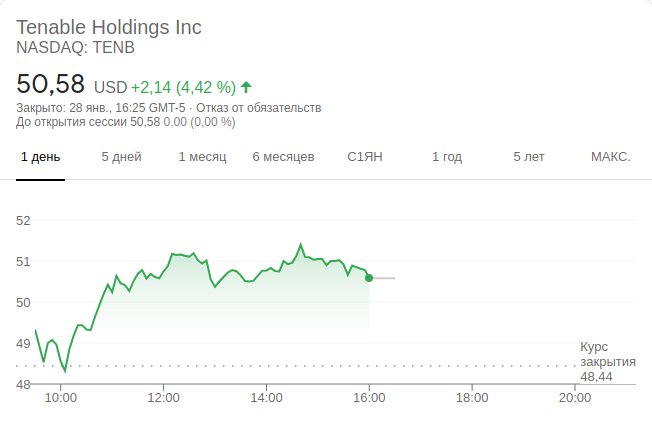 Tenable Holdings Inc
NASDAQ: TENB
50,58 USD +2,14 (4,42 %)
Закрыто: 28 янв., 16:25 GMT-5 · Отказ от обязательств
До открытия сессии 50,58 0,00 (0,00 %)
1 день 5 дней 1 месяц 6 месяцев С1ЯН 1 год 5 лет МАКС.
52
51
50
49
Курс
закрытия
48,44
48
10:00 12:00 14:00 16:00 18:00 20:00